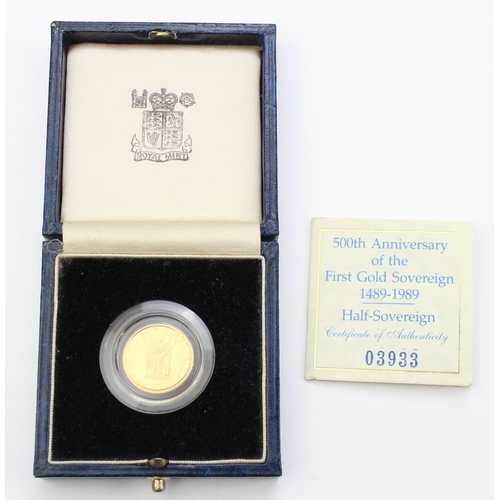 ROYAL MINT
500th Anniversary
of the
First Gold Sovereign
1489-1989
Half-Sovereign
Certificate of Authenticity
03933